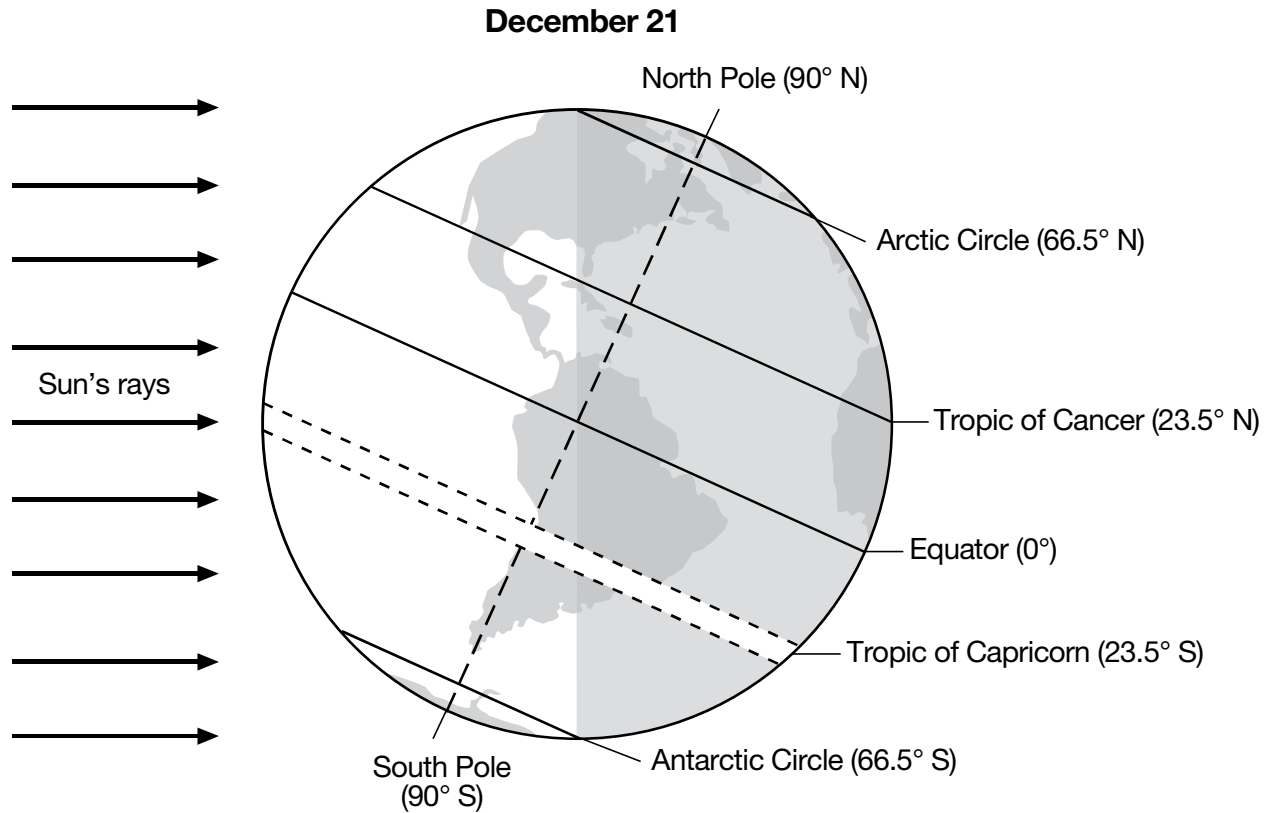 December 21
North Pole (90° N)
Arctic Circle (66.5° N)
Sun’s rays
Tropic of Cancer (23.5° N)
Equator (0°)
Tropic of Capricorn (23.5° S)
Antarctic Circle (66.5° S)
South Pole
(90° S)